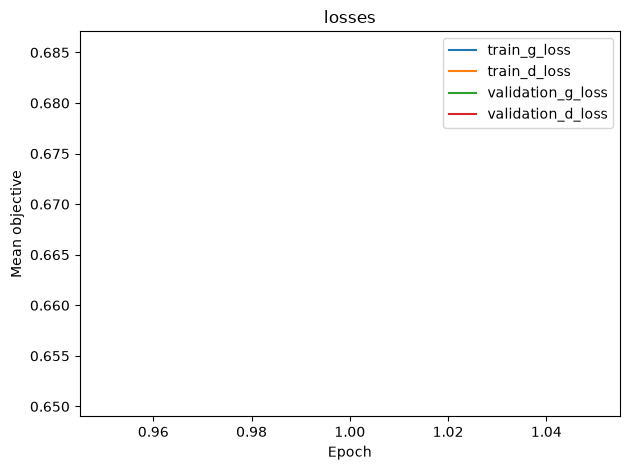 losses
train_g_loss
train_d_loss
validation_g_loss
validation_d_loss
Mean objective
0.685
0.680
0.675
0.670
0.665
0.660
0.655
0.650
0.96
0.98
1.00
1.02
1.04
Epoch